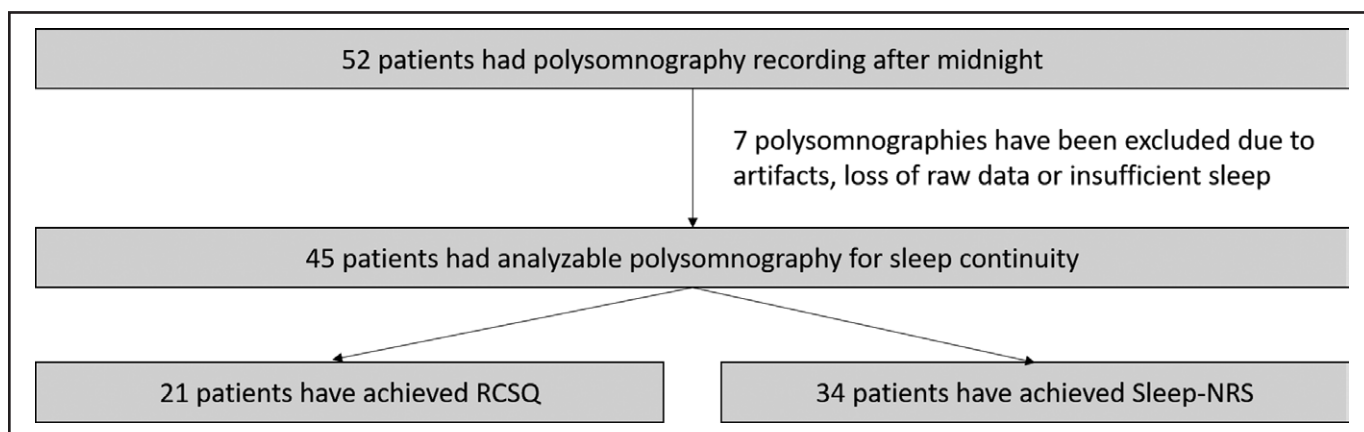 52 patients had polysomnography recording after midnight
7 polysomnographies have been excluded due to
artifacts, loss of raw data or insufficient sleep
45 patients had analyzable polysomnography for sleep continuity
21 patients have achieved RCSQ
34 patients have achieved Sleep-NRS